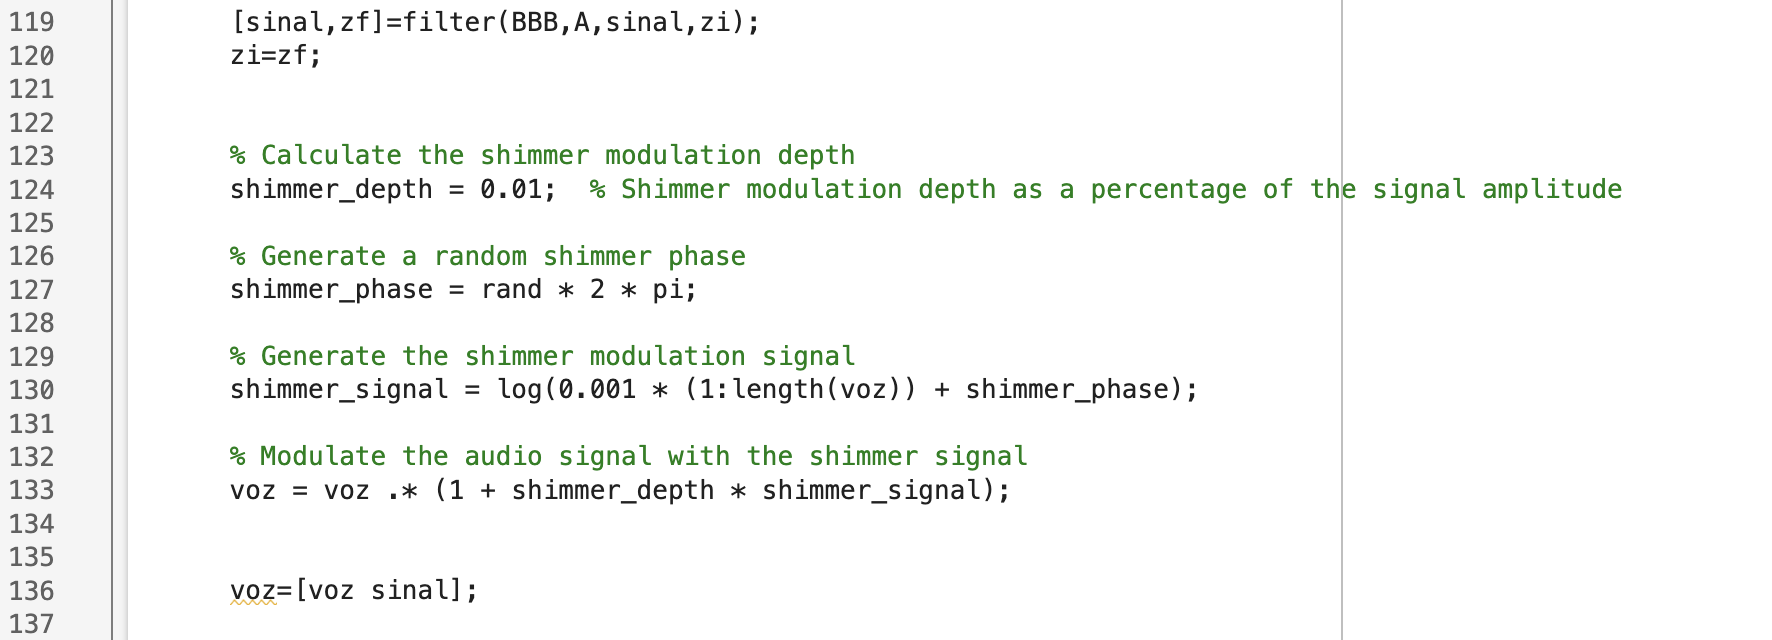 119 [sinal,zf]=filter(BBB,A,sinal,zi);
120 zi=zf;
121
122
123 % Calculate the shimmer modulation depth
124 shimmer_depth = 0.01;  % Shimmer modulation depth as a percentage of the signal amplitude
125
126 % Generate a random shimmer phase
127 shimmer_phase = rand * 2 * pi;
128
129 % Generate the shimmer modulation signal
130 shimmer_signal = log(0.001 * (1:length(voz)) + shimmer_phase);
131
132 % Modulate the audio signal with the shimmer signal
133 voz = voz .* (1 + shimmer_depth * shimmer_signal);
134
135
136 voz=[voz sinal];
137